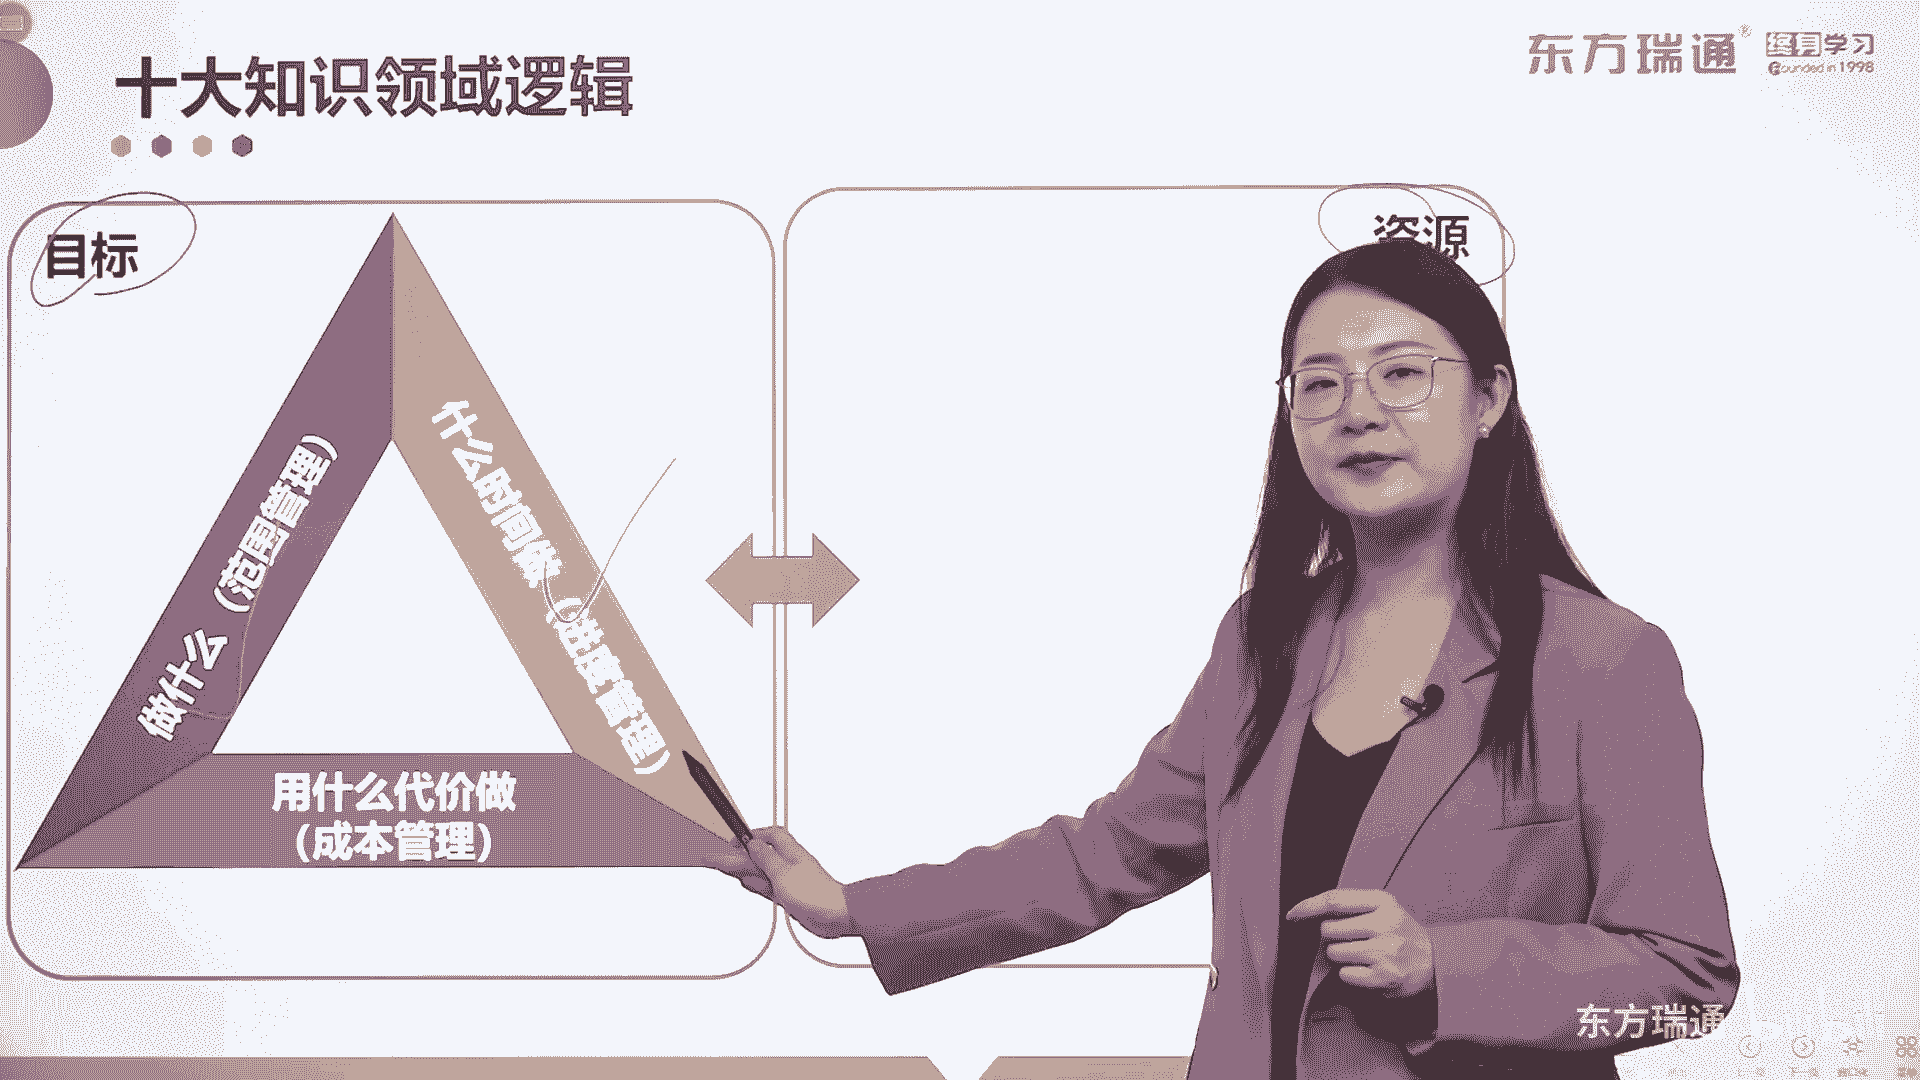 十大知识领域逻辑
东方瑞通®
终身学习
Founded in 1998
目标
资源
做什么（范围管理）
什么时间做（进度管理）
用什么代价做
（成本管理）
东方瑞通